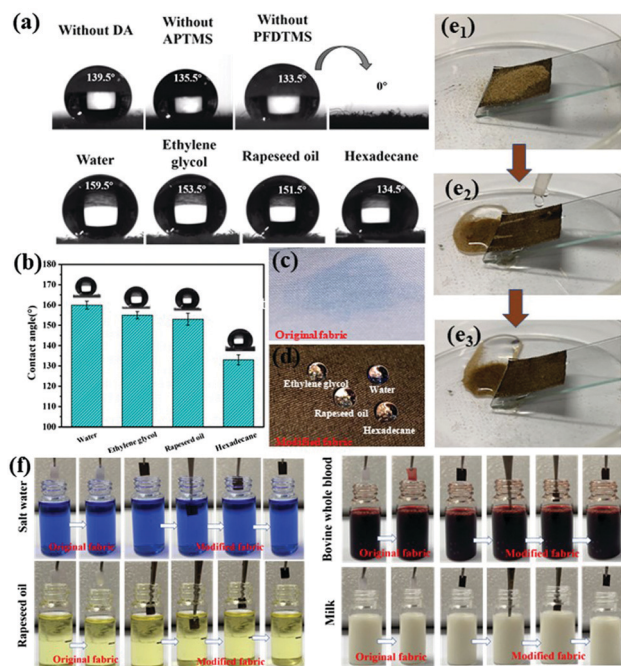 (a)
Without DA
Without
APTMS
Without
PFDTMS
139.5°
135.5°
133.5°
0°
Water
Ethylene
glycol
Rapeseed oil
Hexadecane
159.5°
153.5°
151.5°
134.5°
(b)
Contact angle(°)
180
170
160
150
140
130
120
110
100
Water
Ethylene glycol
Rapeseed oil
Hexadecane
(c)
Original fabric
(d)
Ethylene glycol
Water
Rapeseed oil
Hexadecane
Modified fabric
(e1)
(e2)
(e3)
(f)
Salt water
Original fabric
Modified fabric
Bovine whole blood
Original fabric
Modified fabric
Rapeseed oil
Original fabric
Modified fabric
Milk
Original fabric
Modified fabric